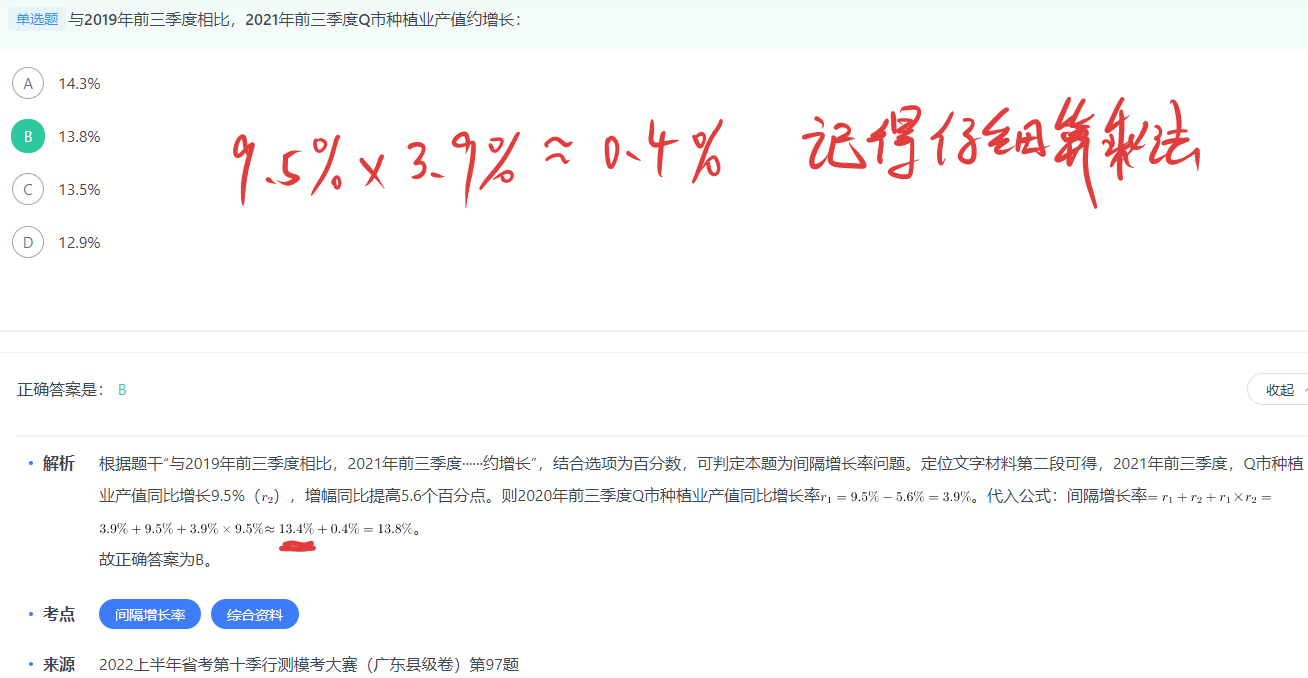 单选题 与2019年前三季度相比，2021年前三季度Q市种植业产值约增长：
A 14.3%
B 13.8%
C 13.5%
D 12.9%
9.5%×3.9%≈0.4% 记得仔细算乘法
正确答案是： B
收起
解析 根据题干“与2019年前三季度相比，2021年前三季度……约增长”，结合选项为百分数，可判定本题为间隔增长率问题。定位文字材料第二段可得，2021年前三季度，Q市种植
业产值同比增长9.5%（r₂），增幅同比提高5.6个百分点。则2020年前三季度Q市种植业产值同比增长率r₁ = 9.5% − 5.6% = 3.9%。代入公式：间隔增长率= r₁ + r₂ + r₁×r₂ =
3.9% + 9.5% + 3.9% × 9.5%≈ 13.4% + 0.4% = 13.8%。
故正确答案为B。
考点 间隔增长率 综合资料
来源 2022上半年省考第十季行测模考大赛（广东县级卷）第97题